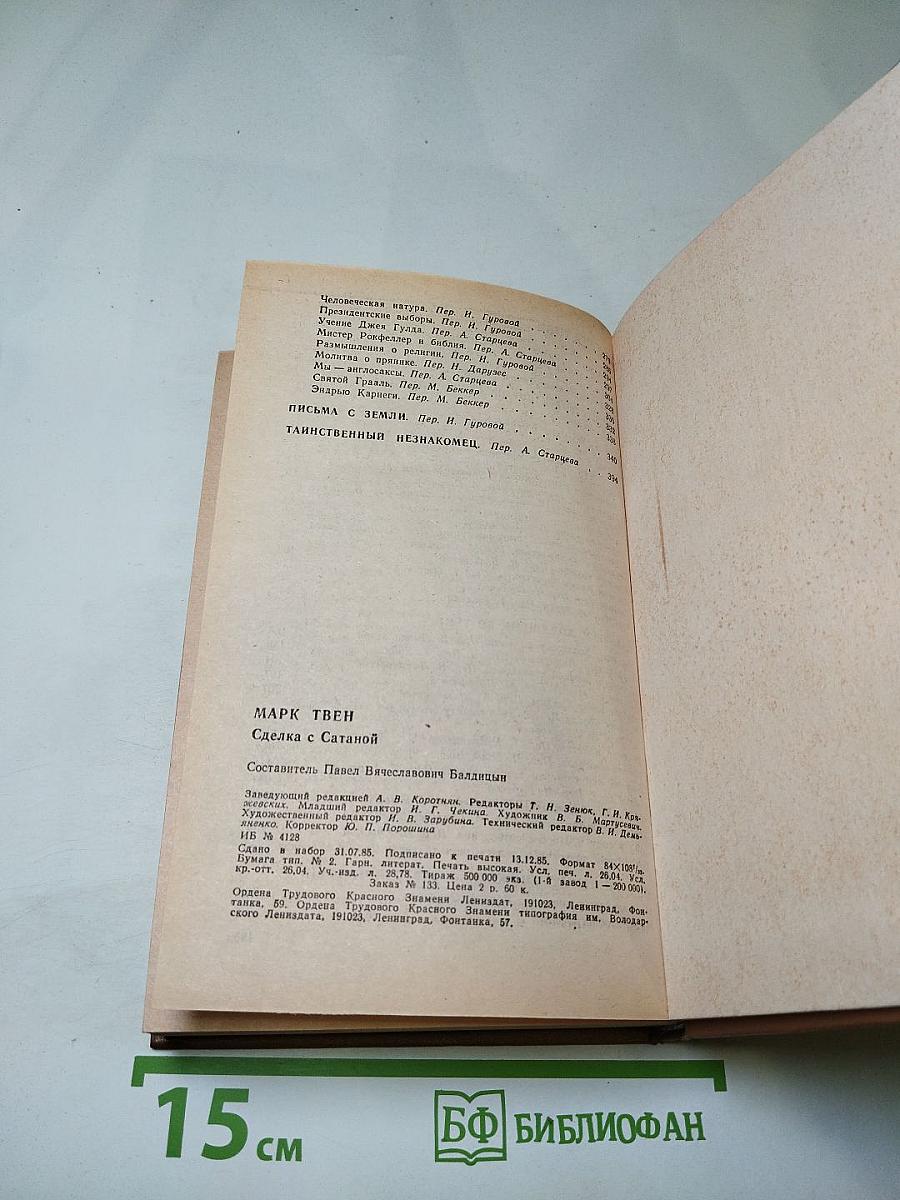 Человеческая натура. Пер. И. Гуровой
Президентские выборы. Пер. И. Гуровой
Учение Джея Гулда. Пер. А. Старцева
Мистер Рокфеллер и библия. Пер. А. Старцева
Размышления о религии. Пер. И. Гуровой
Молитва о прянике. Пер. Н. Дарузес
Мы — англосаксы. Пер. А. Старцева
Святой Грааль. Пер. М. Беккер
Эндрью Карнеги. Пер. М. Беккер
ПИСЬМА С ЗЕМЛИ. Пер. И. Гуровой . . . . . . 340
ТАИНСТВЕННЫЙ НЕЗНАКОМЕЦ. Пер. А. Старцева . . 394
МАРК ТВЕН
Сделка с Сатаной
Составитель Павел Вячеславович Балдицын
Заведующий редакцией А. В. Коротнян. Редакторы Т. Н. Зенюк, Г. И. Кря-
жевских. Младший редактор И. Г. Чекина. Художник В. Б. Мартусевич.
Художественный редактор И. В. Зарубина. Технический редактор В. И. Демь-
яненко. Корректор Ю. П. Порошина
ИБ № 4128
Сдано в набор 31.07.85. Подписано к печати 13.12.85. Формат 84×108¹/₃₂.
Бумага тип. № 2. Гарн. литерат. Печать высокая. Усл. печ. л. 26,04. Усл.
кр.-отт. 26,04. Уч.-изд. л. 28,78. Тираж 500 000 экз. (1-й завод 1—200 000).
Заказ № 133. Цена 2 р. 60 к.
Ордена Трудового Красного Знамени Лениздат, 191023, Ленинград, Фон-
танка, 59. Ордена Трудового Красного Знамени типография им. Володар-
ского Лениздата, 191023, Ленинград, Фонтанка, 57.
15 см
БФ БИБЛИОФАН